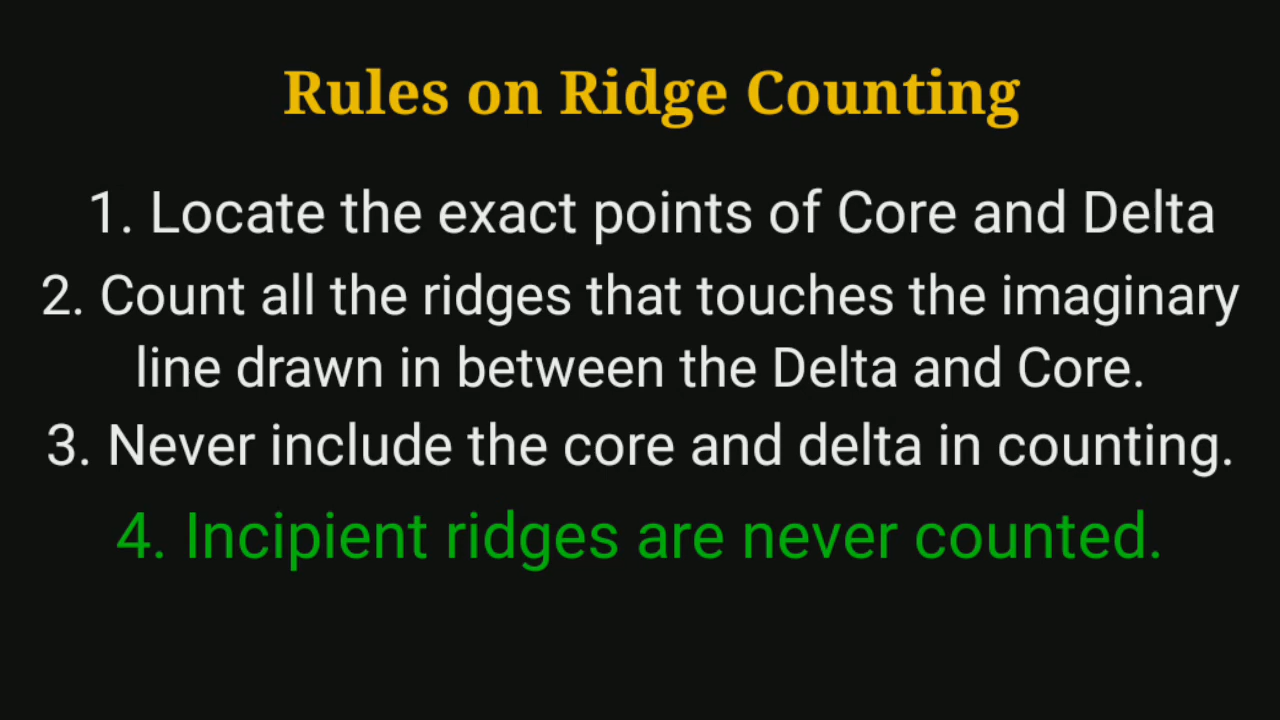 Rules on Ridge Counting
1. Locate the exact points of Core and Delta
2. Count all the ridges that touches the imaginary
line drawn in between the Delta and Core.
3. Never include the core and delta in counting.
4. Incipient ridges are never counted.